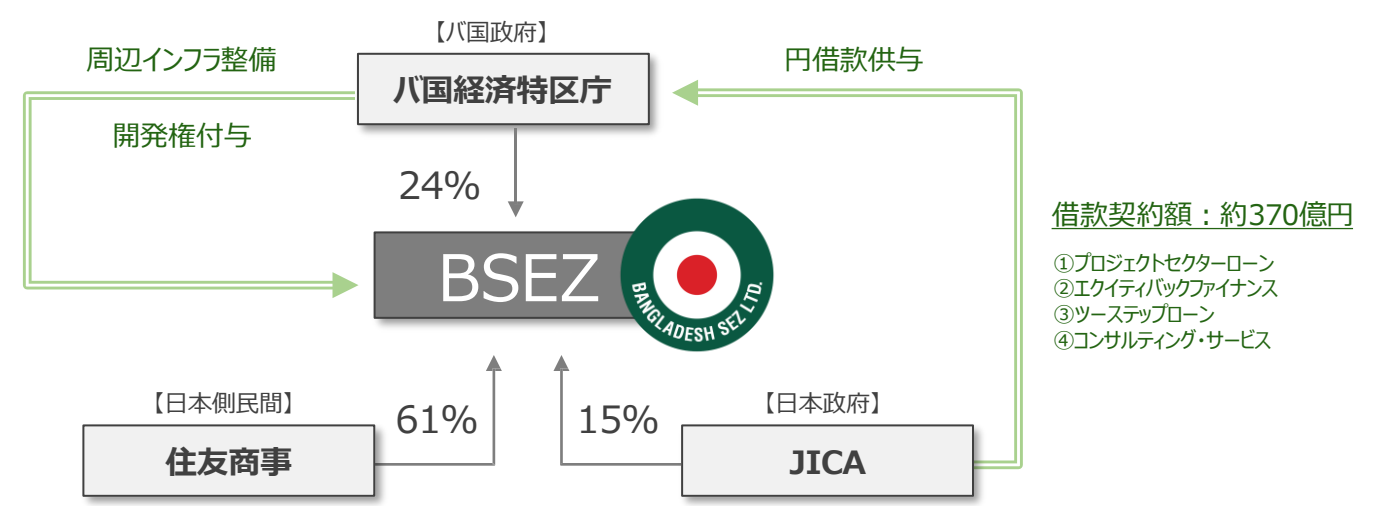 【バ国政府】
周辺インフラ整備
バ国経済特区庁
円借款供与
開発権付与
24%
借款契約額：約370億円
BSEZ
BANGLADESH SEZ LTD.
①プロジェクトセクターローン
②エクイティバックファイナンス
③ツーステップローン
④コンサルティング・サービス
【日本側民間】
61%
15%
【日本政府】
住友商事
JICA